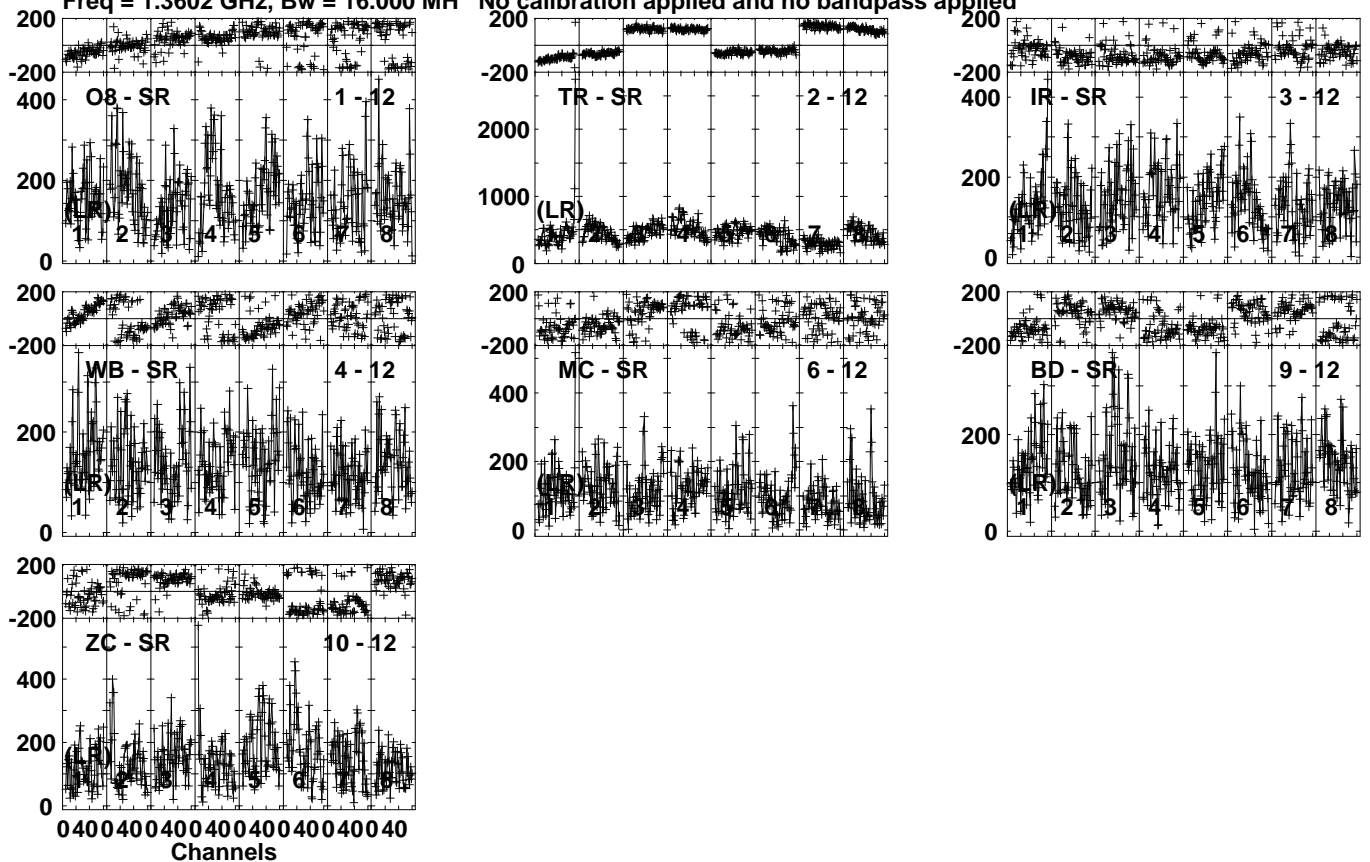 Freq = 1.3602 GHz, Bw = 16.000 MH No calibration applied and no bandpass applied
200
-200
O8 - SR 1 - 12
400
200
0
(LR)
1 2 3 4 5 6 7 8
200
-200
TR - SR 2 - 12
2000
1000
0
(LR)
1 2 3 4 5 6 7 8
200
-200
IR - SR 3 - 12
400
200
0
(LR)
1 2 3 4 5 6 7 8
200
-200
WB - SR 4 - 12
200
0
(LR)
1 2 3 4 5 6 7 8
200
-200
MC - SR 6 - 12
400
200
0
(LR)
1 2 3 4 5 6 7 8
200
-200
BD - SR 9 - 12
200
0
(LR)
1 2 3 4 5 6 7 8
200
-200
ZC - SR 10 - 12
400
200
0
(LR)
1 2 3 4 5 6 7 8
0 40 0 40 0 40 0 40 0 40 0 40 0 40 0 40
Channels